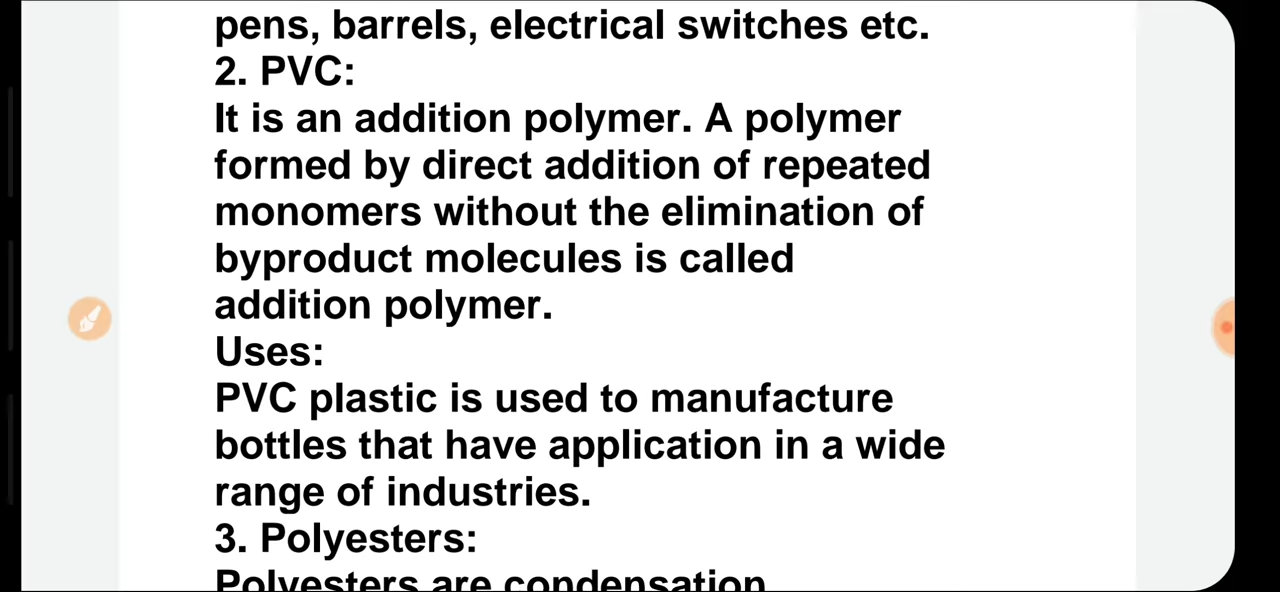 pens, barrels, electrical switches etc.
2. PVC:
It is an addition polymer. A polymer
formed by direct addition of repeated
monomers without the elimination of
byproduct molecules is called
addition polymer.
Uses:
PVC plastic is used to manufacture
bottles that have application in a wide
range of industries.
3. Polyesters:
Polyesters are condensation